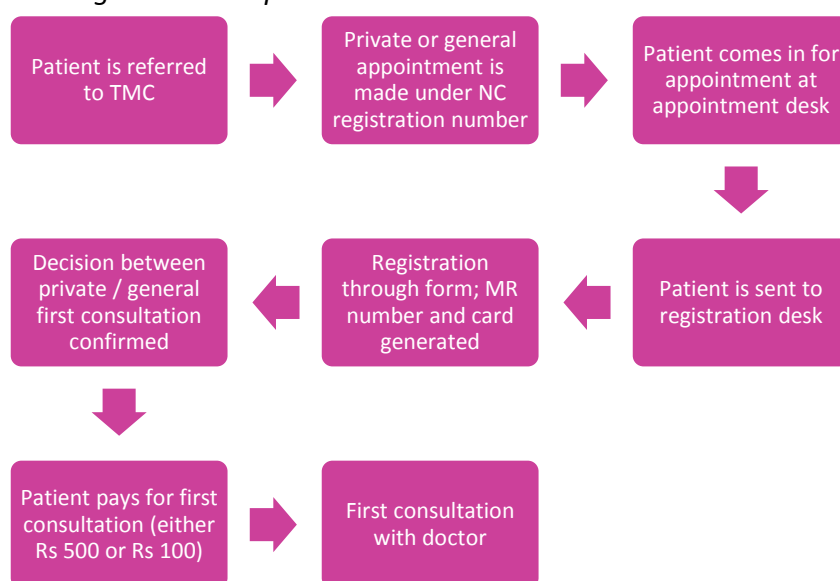 Patient is referred
to TMC
Private or general
appointment is
made under NC
registration number
Patient comes in for
appointment at
appointment desk
Patient is sent to
registration desk
Registration
through form; MR
number and card
generated
Decision between
private / general
first consultation
confirmed
Patient pays for first
consultation (either
Rs 500 or Rs 100)
First consultation
with doctor